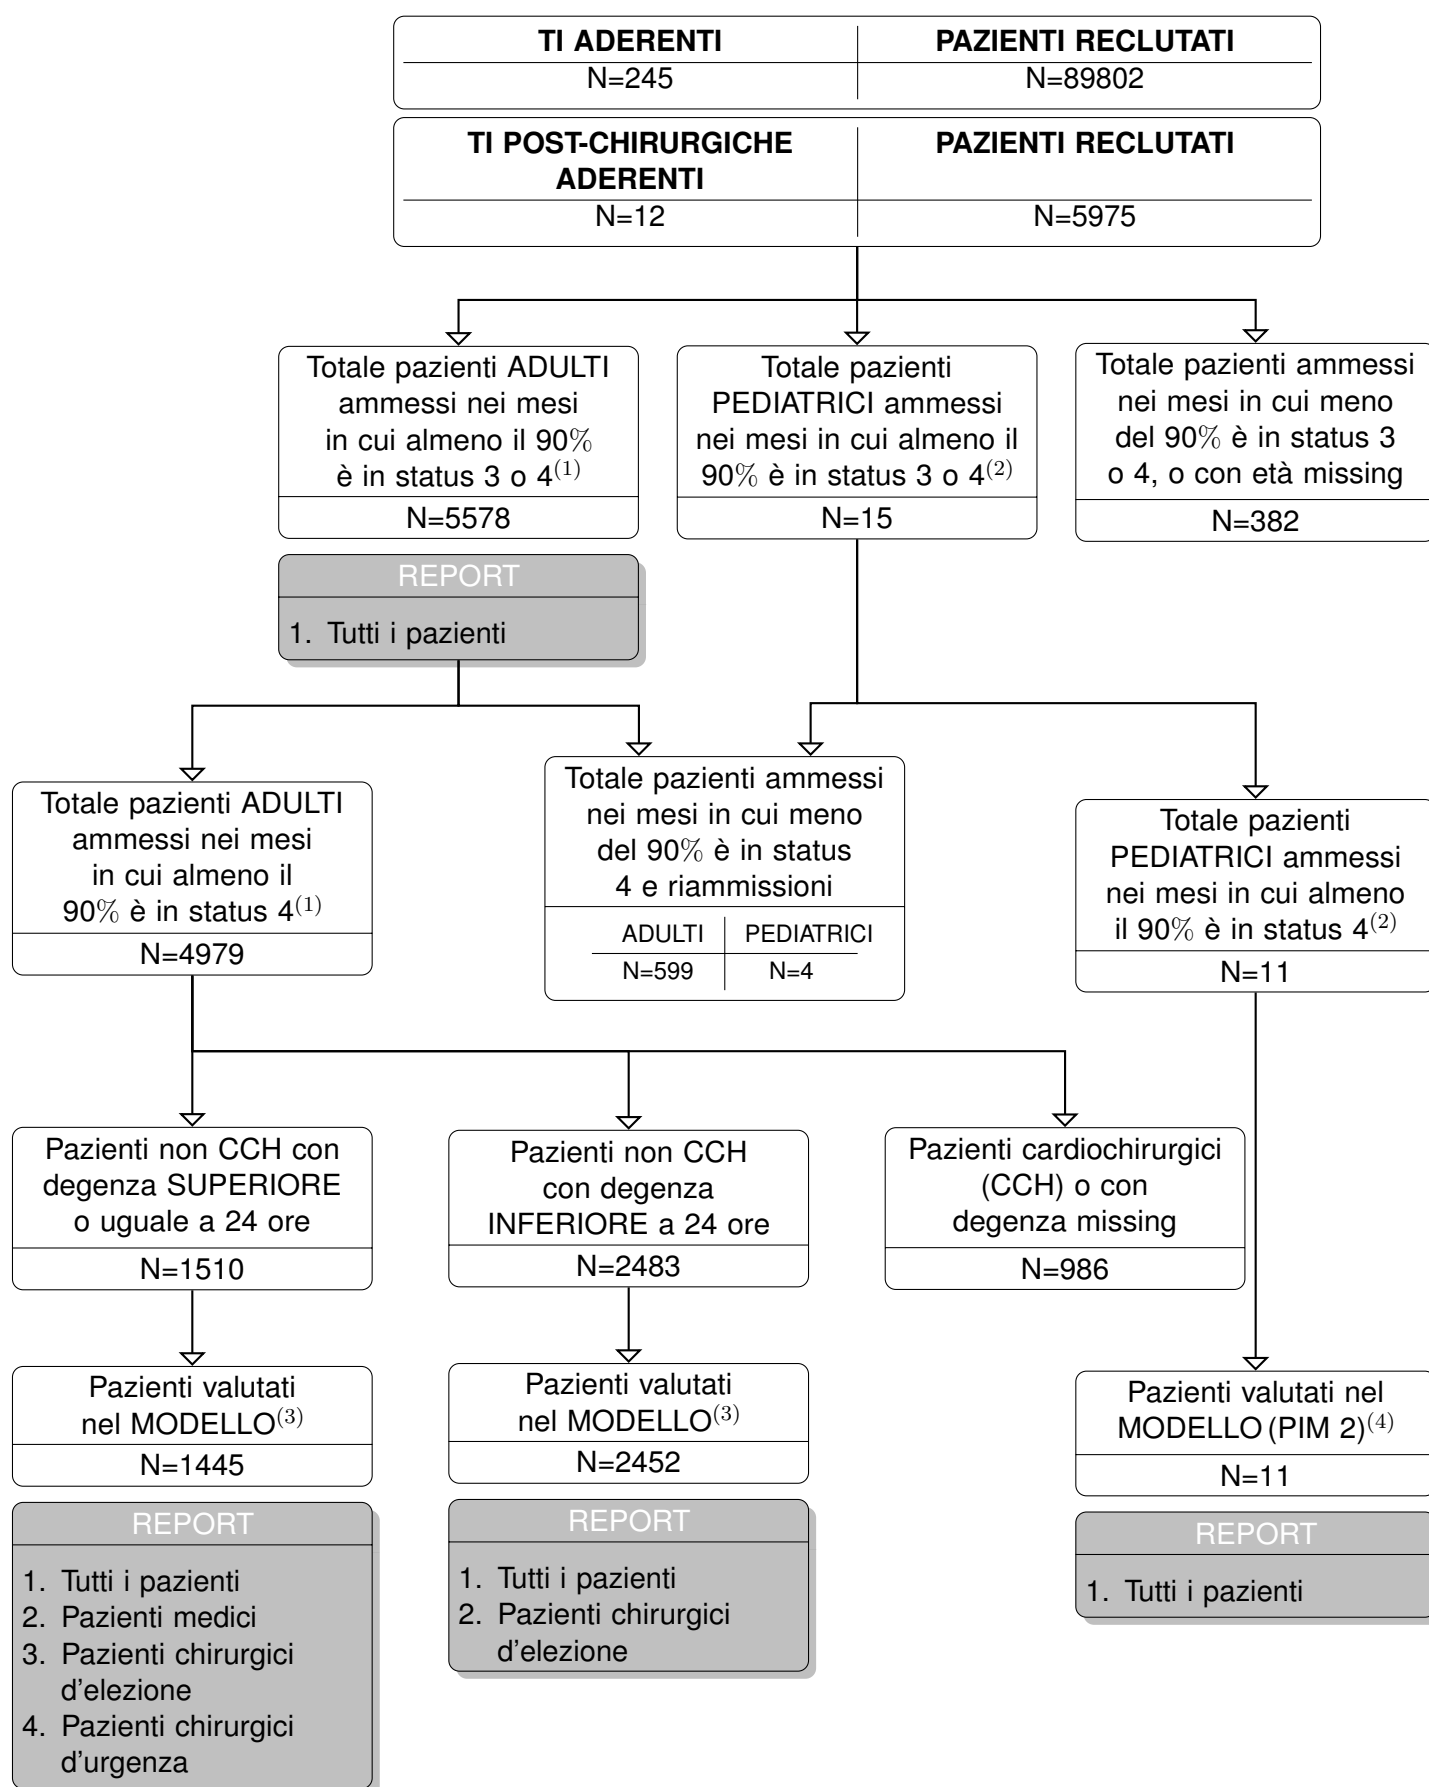 TI ADERENTI PAZIENTI RECLUTATI
N=245 N=89802
TI POST-CHIRURGICHE PAZIENTI RECLUTATI
ADERENTI
N=12 N=5975
Totale pazienti ADULTI
ammessi nei mesi
in cui almeno il 90%
è in status 3 o 4(1)
N=5578
Totale pazienti
PEDIATRICI ammessi
nei mesi in cui almeno il
90% è in status 3 o 4(2)
N=15
Totale pazienti ammessi
nei mesi in cui meno
del 90% è in status 3
o 4, o con età missing
N=382
REPORT
1. Tutti i pazienti
Totale pazienti ADULTI
ammessi nei mesi
in cui almeno il
90% è in status 4(1)
N=4979
Totale pazienti ammessi
nei mesi in cui meno
del 90% è in status
4 e riammissioni
ADULTI PEDIATRICI
N=599 N=4
Totale pazienti
PEDIATRICI ammessi
nei mesi in cui almeno
il 90% è in status 4(2)
N=11
Pazienti non CCH con
degenza SUPERIORE
o uguale a 24 ore
N=1510
Pazienti non CCH
con degenza
INFERIORE a 24 ore
N=2483
Pazienti cardiochirurgici
(CCH) o con
degenza missing
N=986
Pazienti valutati
nel MODELLO(3)
N=1445
Pazienti valutati
nel MODELLO(3)
N=2452
Pazienti valutati nel
MODELLO (PIM 2)(4)
N=11
REPORT
1. Tutti i pazienti
2. Pazienti medici
3. Pazienti chirurgici
d'elezione
4. Pazienti chirurgici
d'urgenza
REPORT
1. Tutti i pazienti
2. Pazienti chirurgici
d'elezione
REPORT
1. Tutti i pazienti